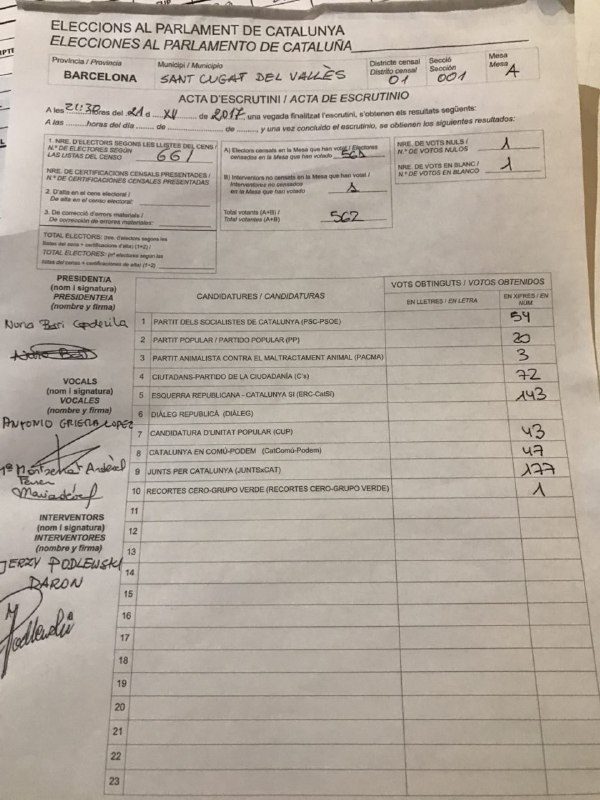 ELECCIONS AL PARLAMENT DE CATALUNYA
ELECCIONES AL PARLAMENTO DE CATALUÑA
Província / Provincia
BARCELONA
Municipi / Municipio
SANT CUGAT DEL VALLÈS
Districte censal
Distrito censal
01
Secció
Sección
001
Mesa
Mesa
A
ACTA D'ESCRUTINI / ACTA DE ESCRUTINIO
A les 21:30 hores del 21 d XII de 2017 una vegada finalitzat l'escrutini, s'obtenen els resultats següents:
A las ........ horas del día ........ de ........ de ........ y una vez concluido el escrutinio, se obtienen los siguientes resultados:
1. NRE. D'ELECTORS SEGONS LES LLISTES DEL CENS /
N.º DE ELECTORES SEGÚN
LAS LISTAS DEL CENSO
661
NRE. DE CERTIFICACIONS CENSALS PRESENTADES /
N.º DE CERTIFICACIONES CENSALES PRESENTADAS
2. D'alta en el cens electoral /
De alta en el censo electoral:
3. De correcció d'errors materials /
De corrección de errores materiales:
TOTAL ELECTORS: (nre. d'electors segons les
llistes del cens + certificacions d'alta) (1+2) /
TOTAL ELECTORES: (nº electores según las
listas del censo + certificaciones de alta) (1+2)
A) Electors censats en la Mesa que han votat / Electores
censados en la Mesa que han votado
561
B) Interventors no censats en la Mesa que han votat /
Interventores no censados
en la Mesa que han votado
1
Total votants (A+B) /
Total votantes (A+B)
562
NRE. DE VOTS NULS /
N.º DE VOTOS NULOS
1
NRE. DE VOTS EN BLANC /
N.º DE VOTOS EN BLANCO
1
PRESIDENT/A
(nom i signatura)
PRESIDENTE/A
(nombre y firma)
VOCALS
(nom i signatura)
VOCALES
(nombre y firma)
ANTONIO GRIERA LOPEZ
INTERVENTORS
(nom i signatura)
INTERVENTORES
(nombre y firma)
JERZY PODLEWSKI
BARON
CANDIDATURES / CANDIDATURAS
VOTS OBTINGUTS / VOTOS OBTENIDOS
EN LLETRES / EN LETRA
EN XIFRES / EN NÚM
1 PARTIT DELS SOCIALISTES DE CATALUNYA (PSC-PSOE) 54
2 PARTIT POPULAR / PARTIDO POPULAR (PP) 20
3 PARTIT ANIMALISTA CONTRA EL MALTRACTAMENT ANIMAL (PACMA) 3
4 CIUTADANS-PARTIDO DE LA CIUDADANÍA (C's) 72
5 ESQUERRA REPUBLICANA - CATALUNYA SÍ (ERC-CatSí) 143
6 DIÀLEG REPUBLICÀ (DIÀLEG)
7 CANDIDATURA D'UNITAT POPULAR (CUP) 43
8 CATALUNYA EN COMÚ-PODEM (CatComú-Podem) 47
9 JUNTS PER CATALUNYA (JUNTSxCAT) 177
10 RECORTES CERO-GRUPO VERDE (RECORTES CERO-GRUPO VERDE) 1
11
12
13
14
15
16
17
18
19
20
21
22
23